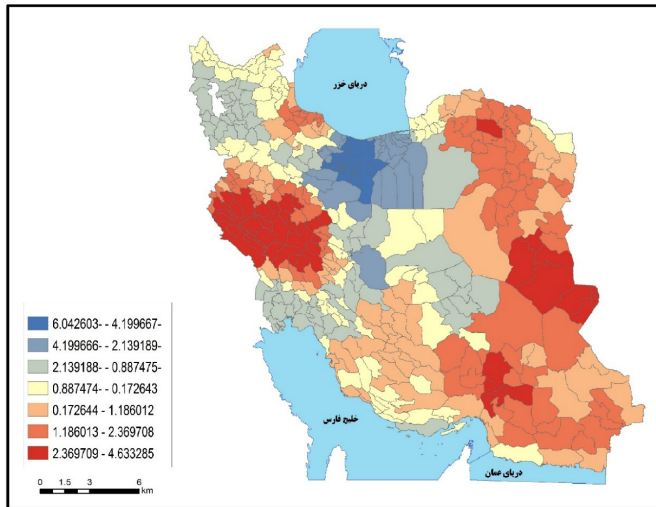 دریای خزر
6.042603- - 4.199667-
4.199666 - 2.139189-
2.139188 - 0.887475-
0.887474 - 0.172643
0.172644 - 1.186012
1.186013 - 2.369708
2.369709 - 4.633285
خلیج فارس
دریای عمان
0 1.5 3 6
km